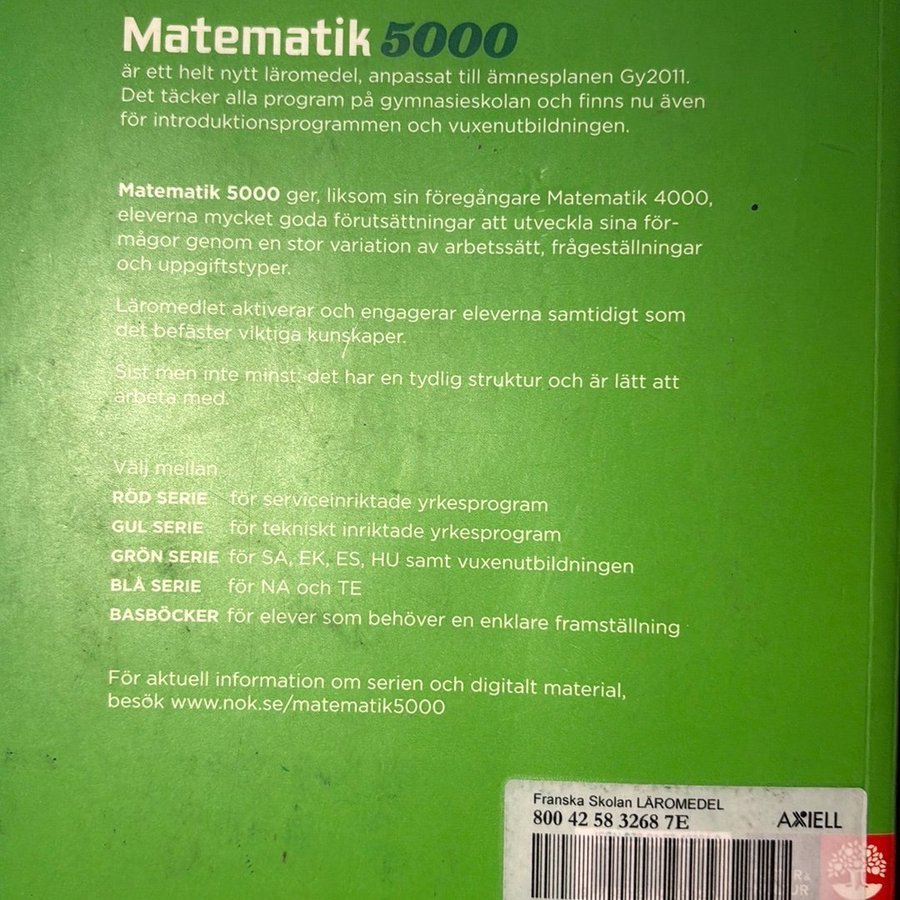 Matematik 5000
är ett helt nytt läromedel, anpassat till ämnesplanen Gy2011.
Det täcker alla program på gymnasieskolan och finns nu även
för introduktionsprogrammen och vuxenutbildningen.
Matematik 5000 ger, liksom sin föregångare Matematik 4000,
eleverna mycket goda förutsättningar att utveckla sina för-
mågor genom en stor variation av arbetssätt, frågeställningar
och uppgiftstyper.
Läromedlet aktiverar och engagerar eleverna samtidigt som
det befäster viktiga kunskaper.
Sist men inte minst: det har en tydlig struktur och är lätt att
arbeta med.
Välj mellan
RÖD SERIE för serviceinriktade yrkesprogram
GUL SERIE för tekniskt inriktade yrkesprogram
GRÖN SERIE för SA, EK, ES, HU samt vuxenutbildningen
BLÅ SERIE för NA och TE
BASBÖCKER för elever som behöver en enklare framställning
För aktuell information om serien och digitalt material,
besök www.nok.se/matematik5000
Franska Skolan LÄROMEDEL
800 42 58 3268 7E AXIELL